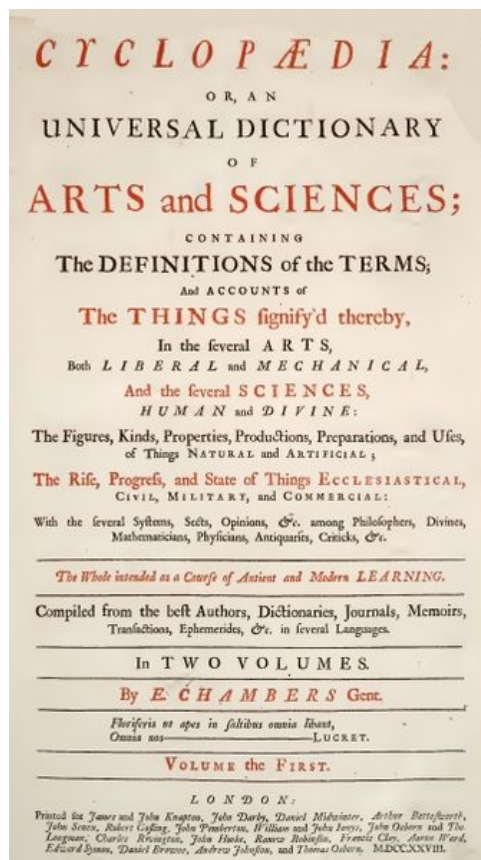 CYCLOPÆDIA:
OR, AN
UNIVERSAL DICTIONARY
OF
ARTS and SCIENCES;
CONTAINING
The DEFINITIONS of the TERMS;
And ACCOUNTS of
The THINGS ſignify'd thereby,
In the ſeveral ARTS,
Both LIBERAL and MECHANICAL,
And the ſeveral SCIENCES,
HUMAN and DIVINE:
The Figures, Kinds, Properties, Productions, Preparations, and Uſes,
of Things NATURAL and ARTIFICIAL;
The Riſe, Progreſs, and State of Things ECCLESIASTICAL,
CIVIL, MILITARY, and COMMERCIAL:
With the ſeveral Syſtems, Sects, Opinions, &c. among Philoſophers, Divines,
Mathematicians, Phyſicians, Antiquaries, Criticks, &c.
The Whole intended as a Courſe of Antient and Modern LEARNING.
Compiled from the beſt Authors, Dictionaries, Journals, Memoirs,
Tranſactions, Ephemerides, &c. in ſeveral Languages.
In TWO VOLUMES.
By E. CHAMBERS Gent.
Floriferis ut apes in ſaltibus omnia libant,
Omnia nos———LUCRET.
VOLUME the FIRST.
LONDON:
Printed for James and John Knapton, John Darby, Daniel Midwinter, Arthur Betteſworth,
John Senex, Robert Goſling, John Pemberton, William and John Innys, John Osborn and Tho.
Longman, Charles Rivington, John Hooke, Ranew Robinſon, Francis Clay, Aaron Ward,
Edward Symon, Daniel Browne, Andrew Johnſton, and Thomas Osborn. M.DCC.XXVIII.